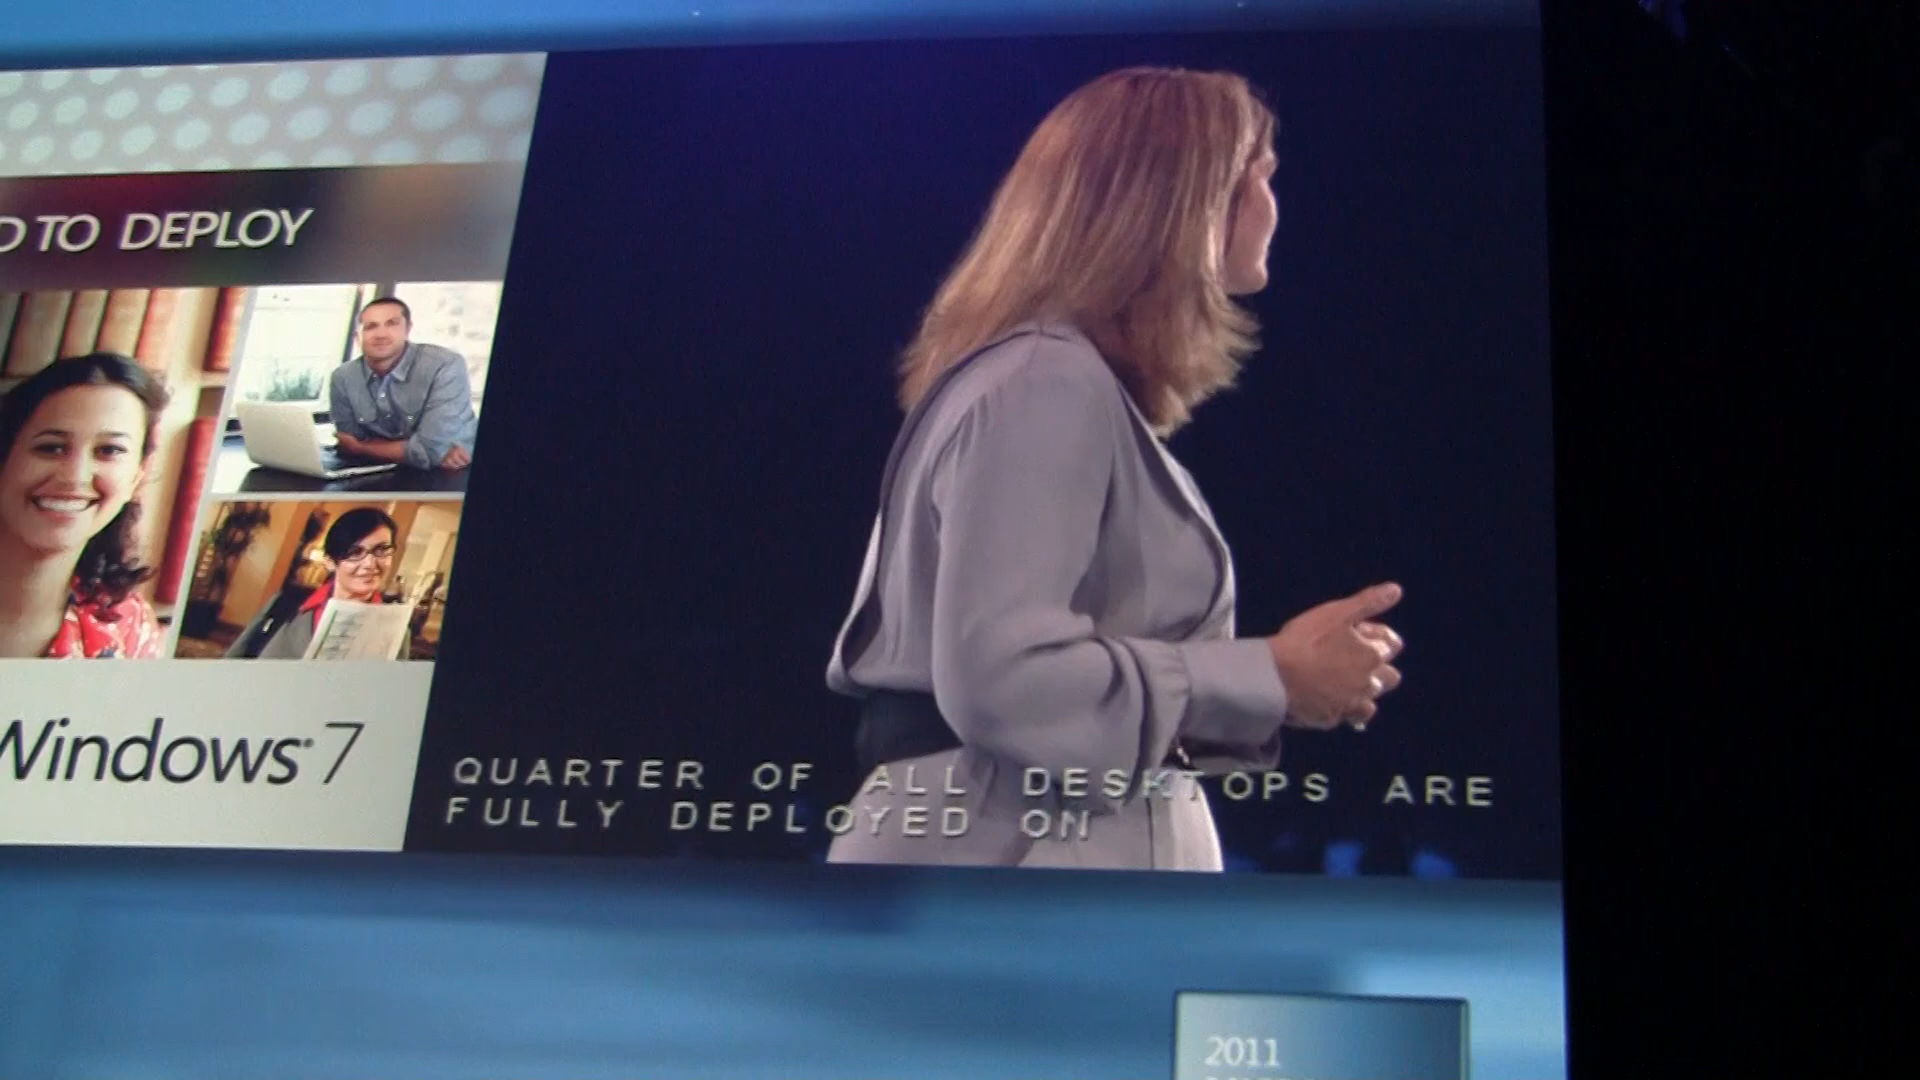 D TO DEPLOY
Windows 7
QUARTER OF ALL DESKTOPS ARE
FULLY DEPLOYED ON
2011